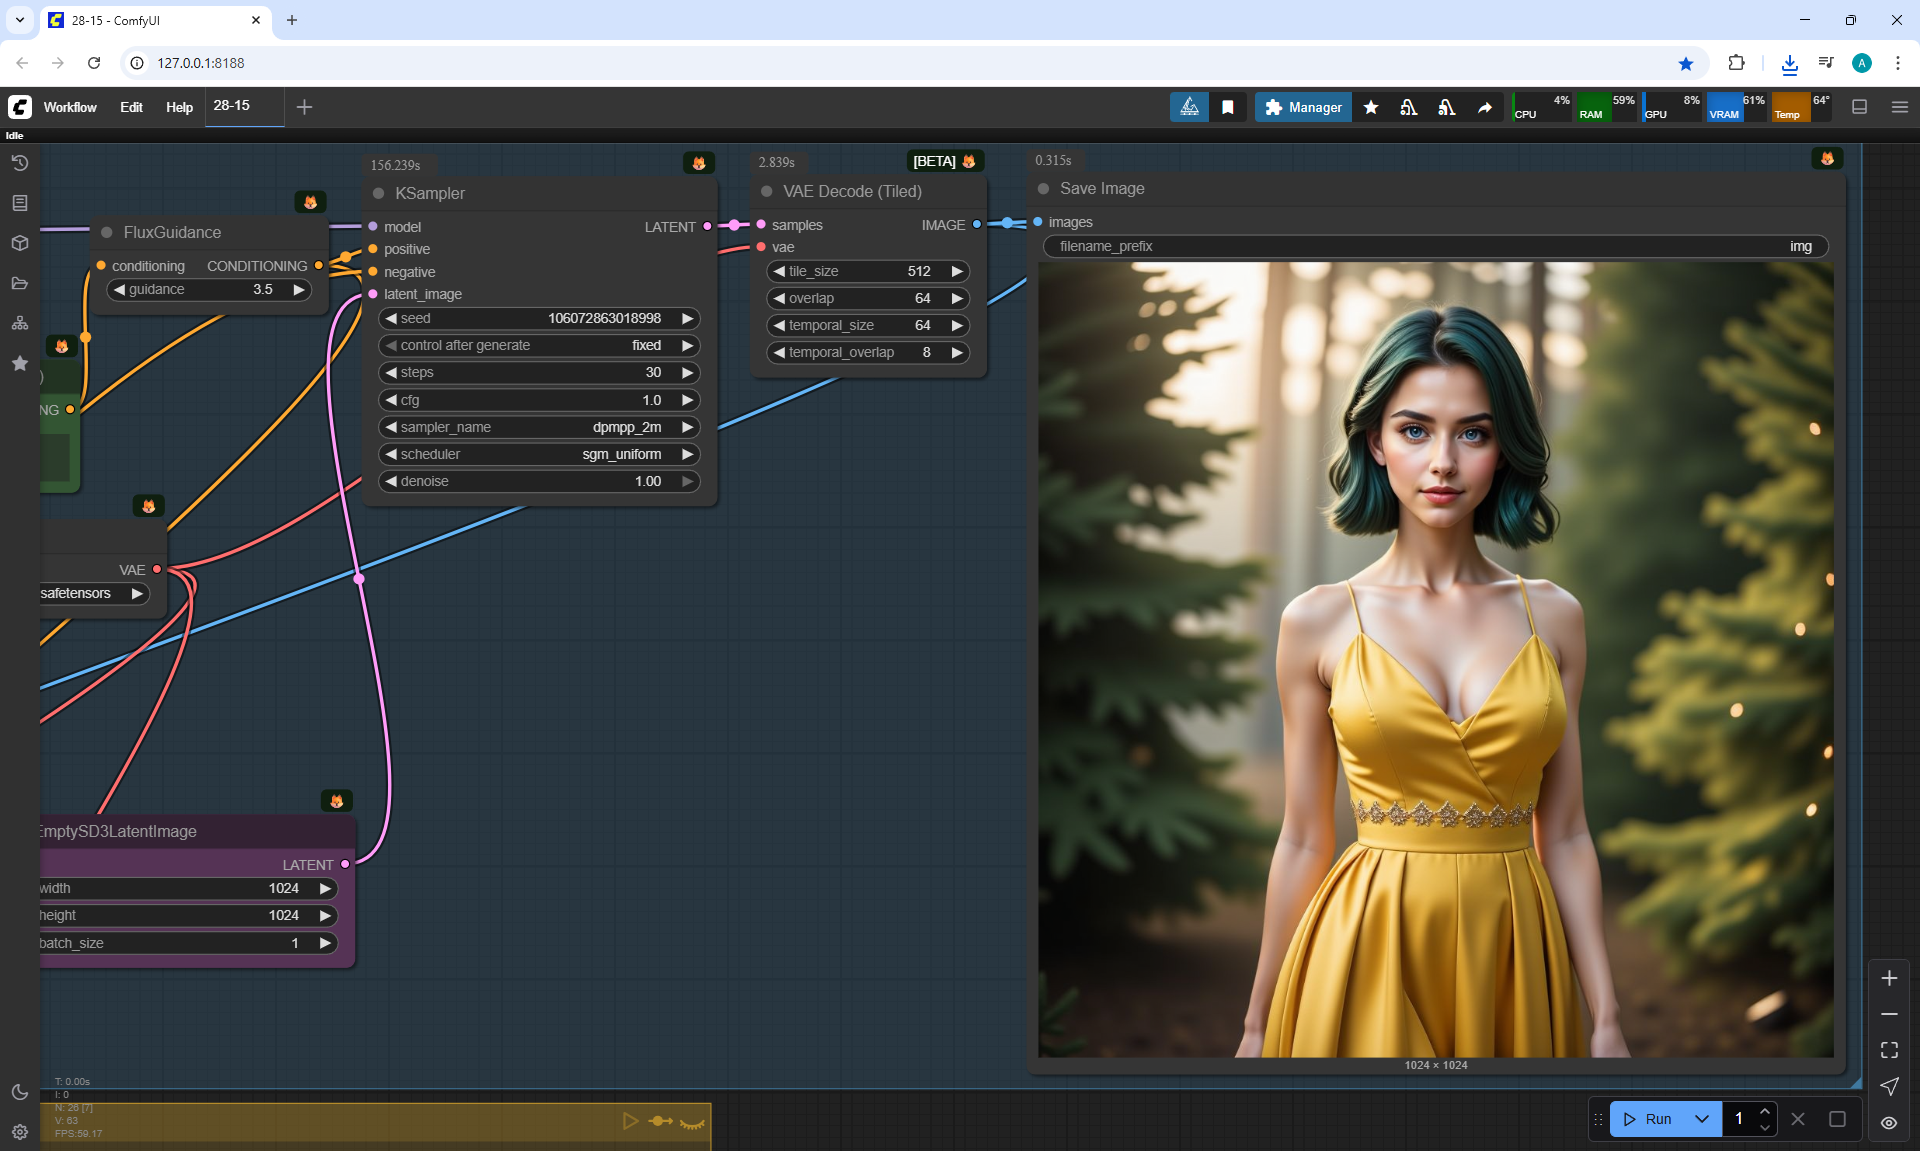 28-15 - ComfyUI
127.0.0.1:8188
A
Workflow Edit Help 28-15
Manager
CPU 4% RAM 59% GPU 8% VRAM 61% Temp 64°
Idle
156.239s
KSampler
model LATENT
positive
negative
latent_image
seed 106072863018998
control after generate fixed
steps 30
cfg 1.0
sampler_name dpmpp_2m
scheduler sgm_uniform
denoise 1.00
2.839s [BETA]
VAE Decode (Tiled)
samples IMAGE
vae
tile_size 512
overlap 64
temporal_size 64
temporal_overlap 8
0.315s
Save Image
images
filename_prefix img
1024 × 1024
FluxGuidance
conditioning CONDITIONING
guidance 3.5
)
NG
VAE
safetensors
EmptySD3LatentImage
LATENT
width 1024
height 1024
batch_size 1
T: 0.00s
I: 0
N: 26 [7]
V: 63
FPS:59.17
Run 1